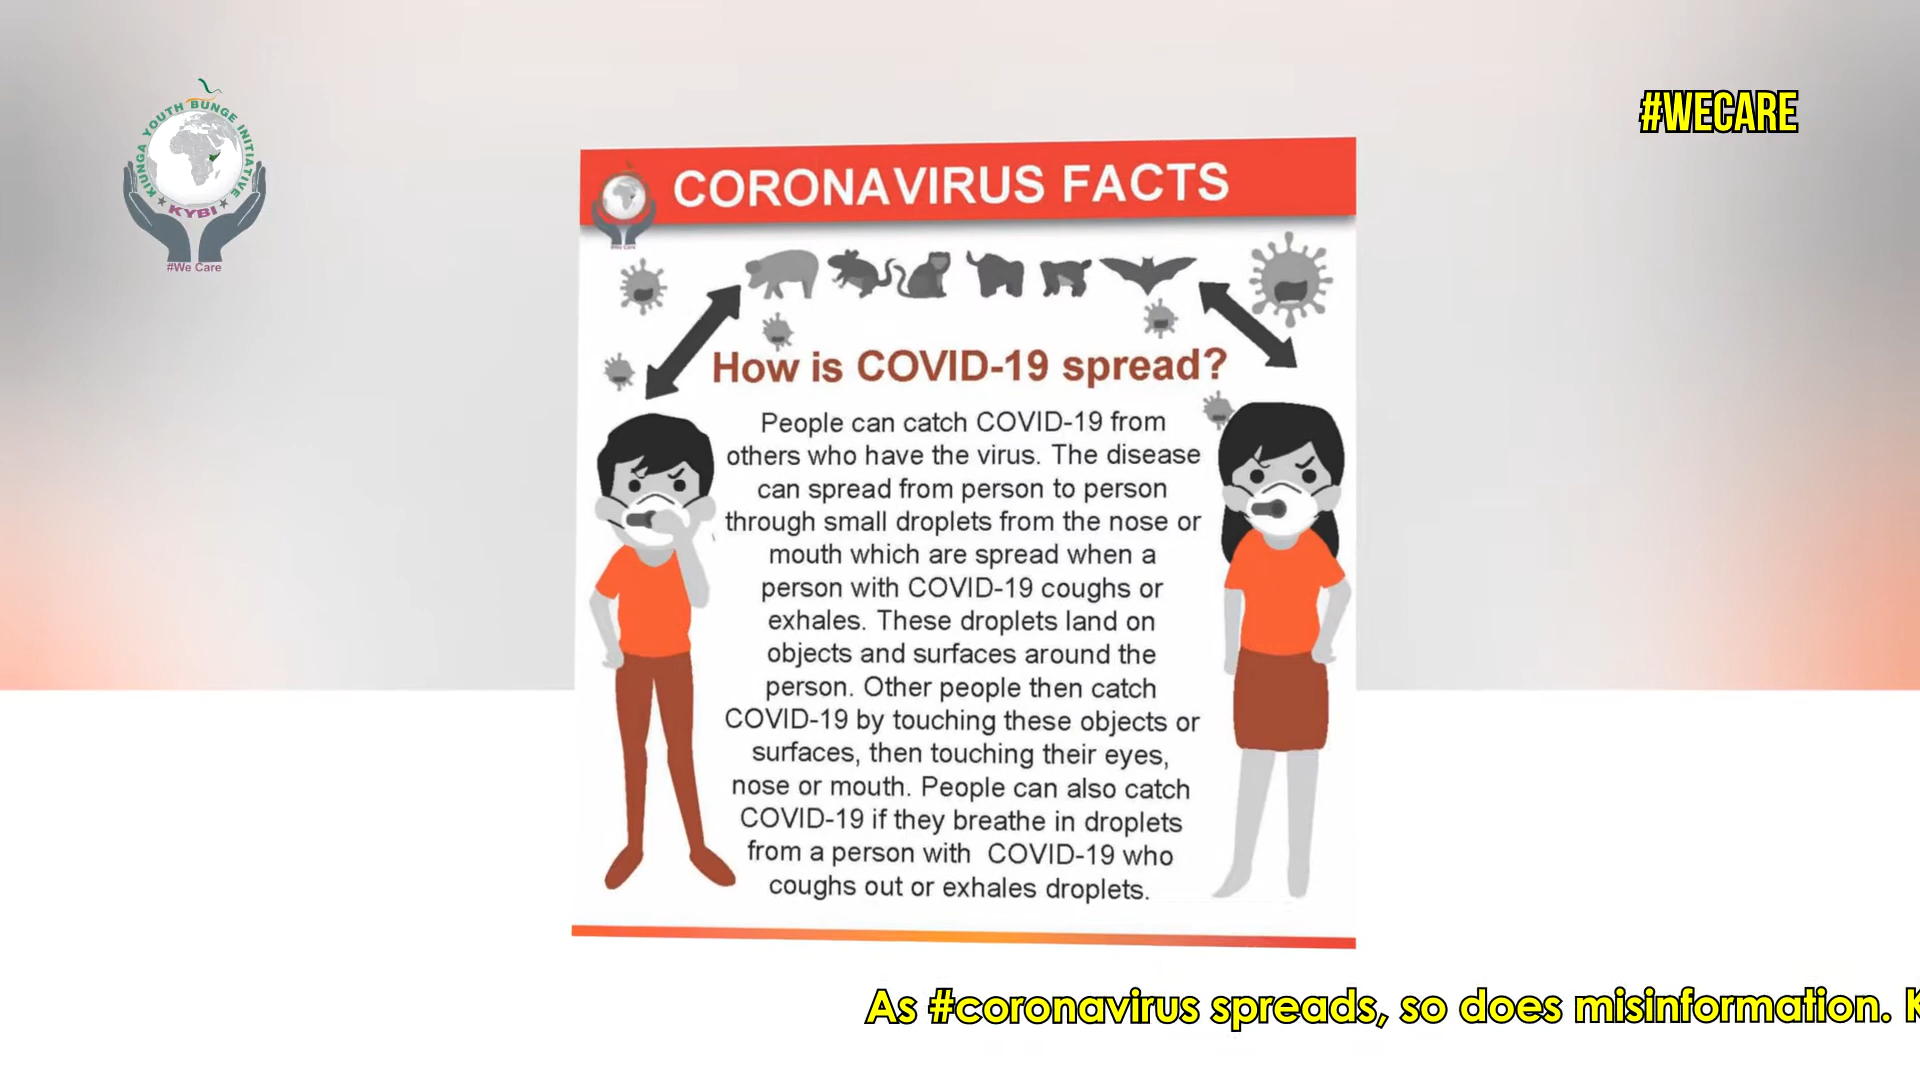 KIUNGA YOUTH BUNGE INITIATIVE
KYBI
#We Care
#WECARE
CORONAVIRUS FACTS
How is COVID-19 spread?
People can catch COVID-19 from
others who have the virus. The disease
can spread from person to person
through small droplets from the nose or
mouth which are spread when a
person with COVID-19 coughs or
exhales. These droplets land on
objects and surfaces around the
person. Other people then catch
COVID-19 by touching these objects or
surfaces, then touching their eyes,
nose or mouth. People can also catch
COVID-19 if they breathe in droplets
from a person with COVID-19 who
coughs out or exhales droplets.
As #coronavirus spreads, so does misinformation.